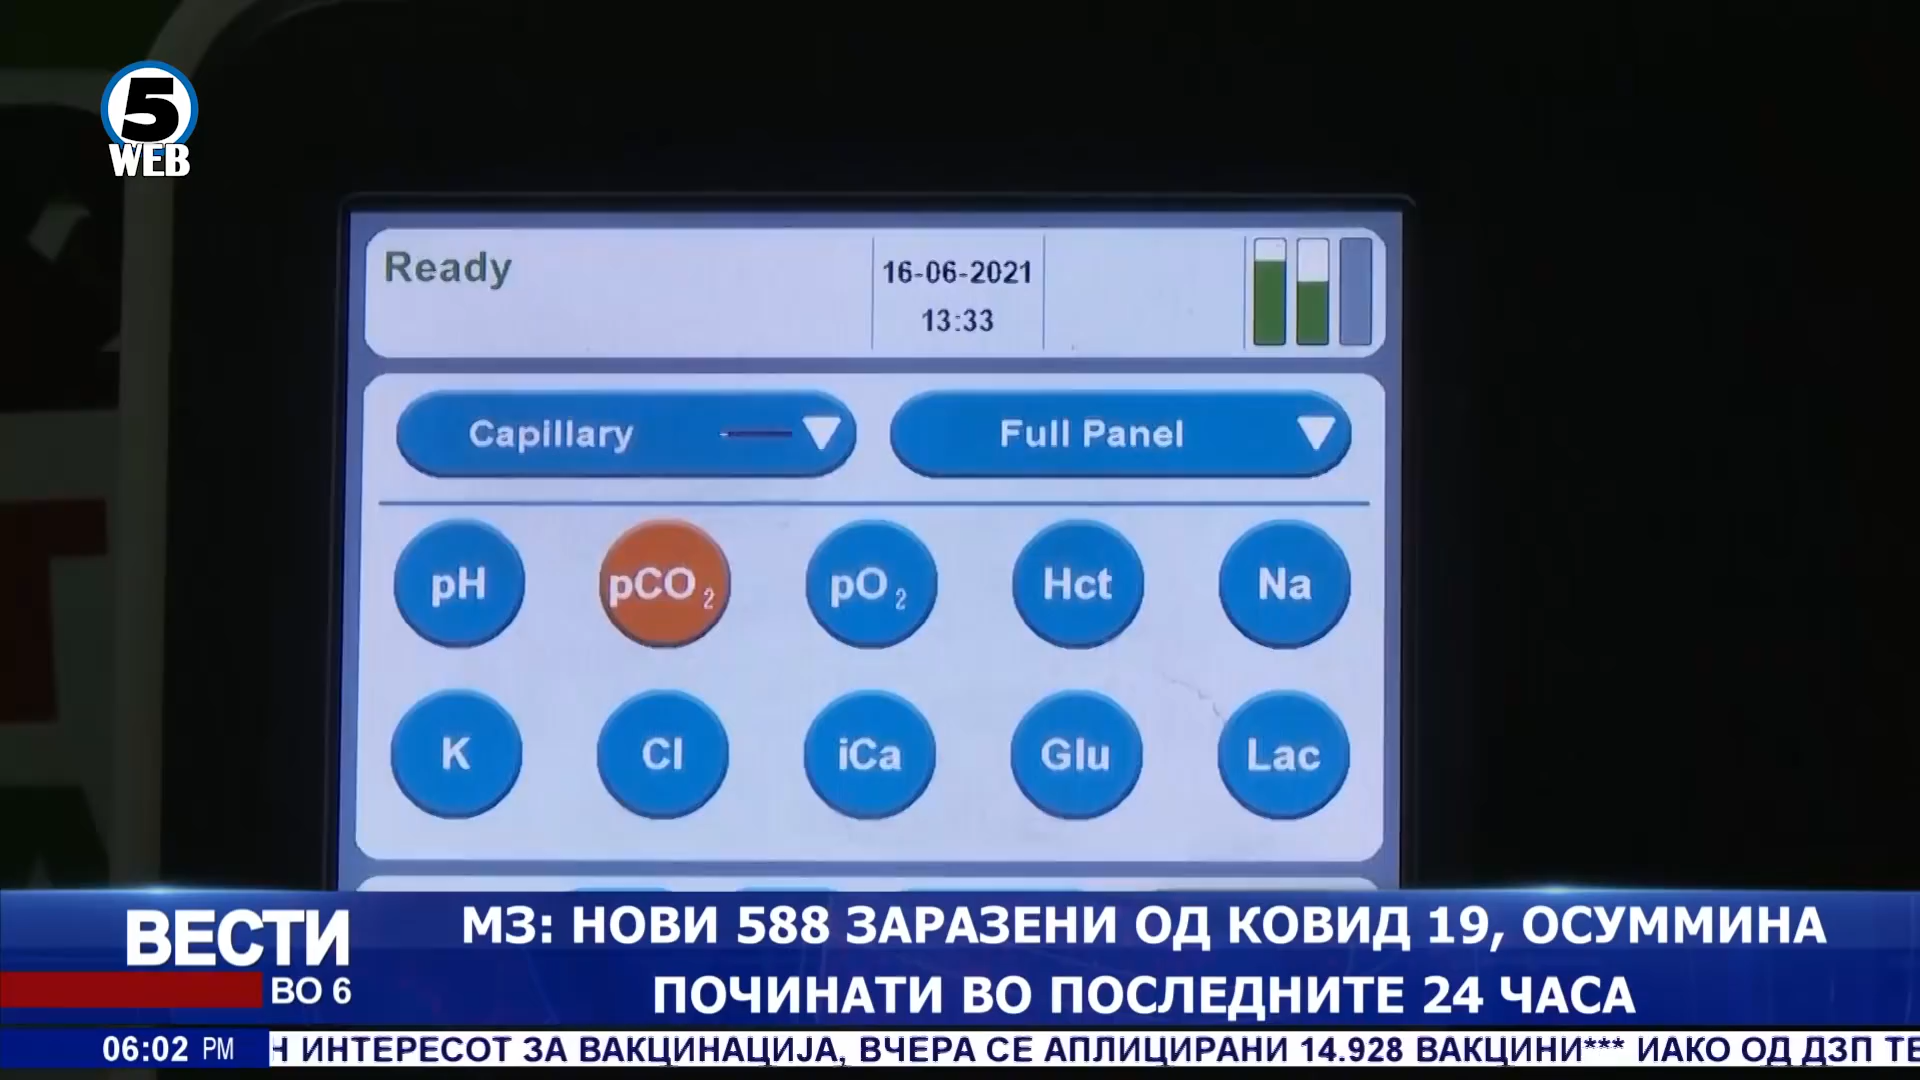 5
WEB
Ready
16-06-2021
13:33
Capillary
Full Panel
pH pCO₂ pO₂ Hct Na
K Cl iCa Glu Lac
ВЕСТИ
ВО 6
МЗ: НОВИ 588 ЗАРАЗЕНИ ОД КОВИД 19, ОСУММИНА
ПОЧИНАТИ ВО ПОСЛЕДНИТЕ 24 ЧАСА
06:02 PM
ИНТЕРЕСОТ ЗА ВАКЦИНАЦИЈА, ВЧЕРА СЕ АПЛИЦИРАНИ 14.928 ВАКЦИНИ*** ИАКО ОД ДЗП